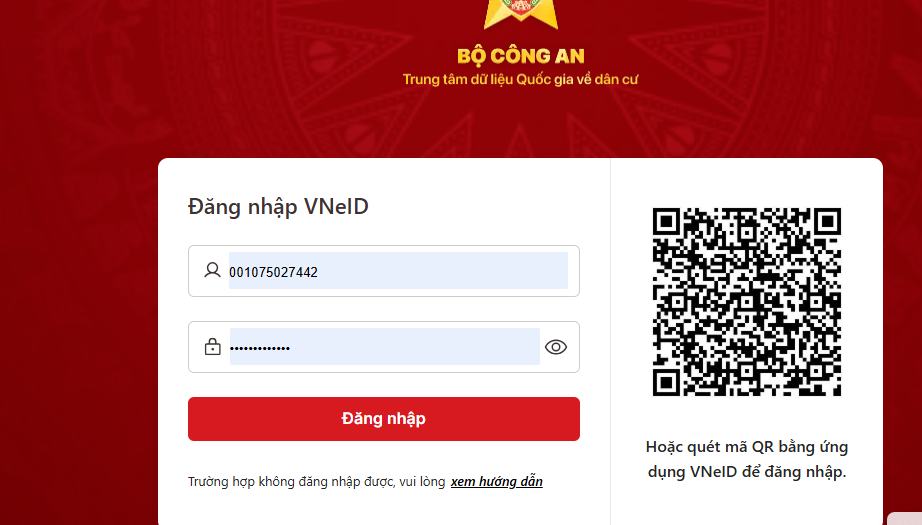 BỘ CÔNG AN
Trung tâm dữ liệu Quốc gia về dân cư
Đăng nhập VNeID
001075027442
•••••••••••••
Đăng nhập
Trường hợp không đăng nhập được, vui lòng xem hướng dẫn
Hoặc quét mã QR bằng ứng
dụng VNeID để đăng nhập.